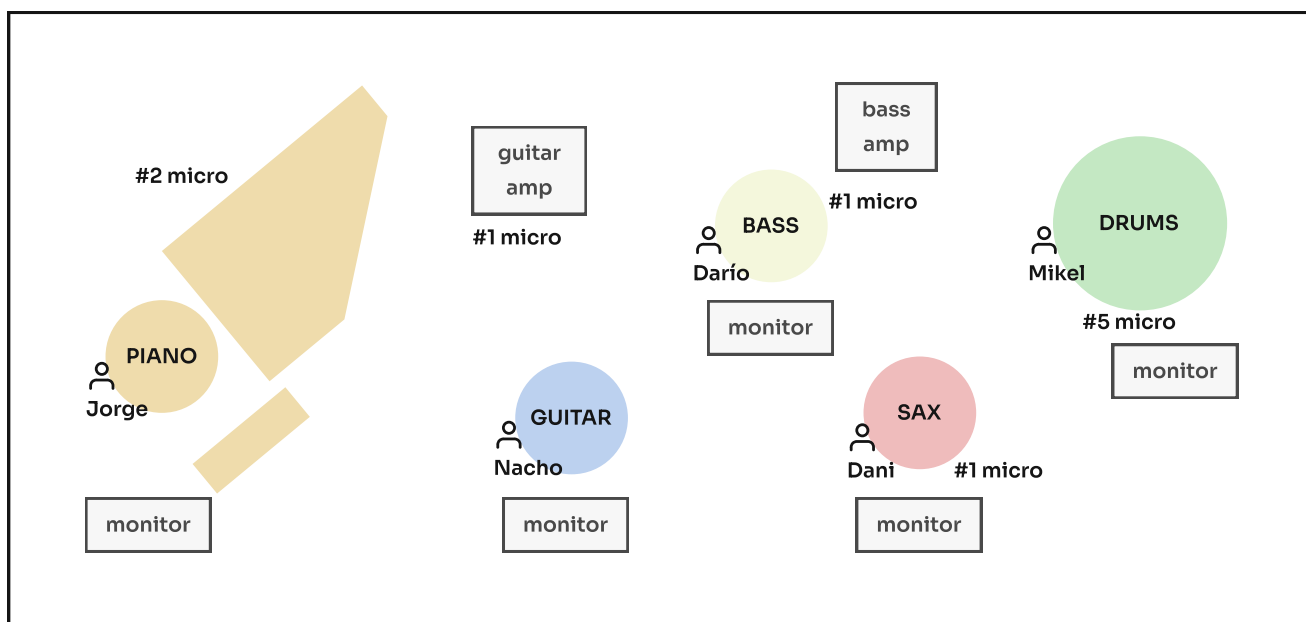 bass
amp
guitar
amp
#2 micro
#1 micro
#1 micro
BASS
DRUMS
Darío
Mikel
monitor
#5 micro
PIANO
monitor
Jorge
GUITAR
SAX
Nacho
Dani
#1 micro
monitor
monitor
monitor